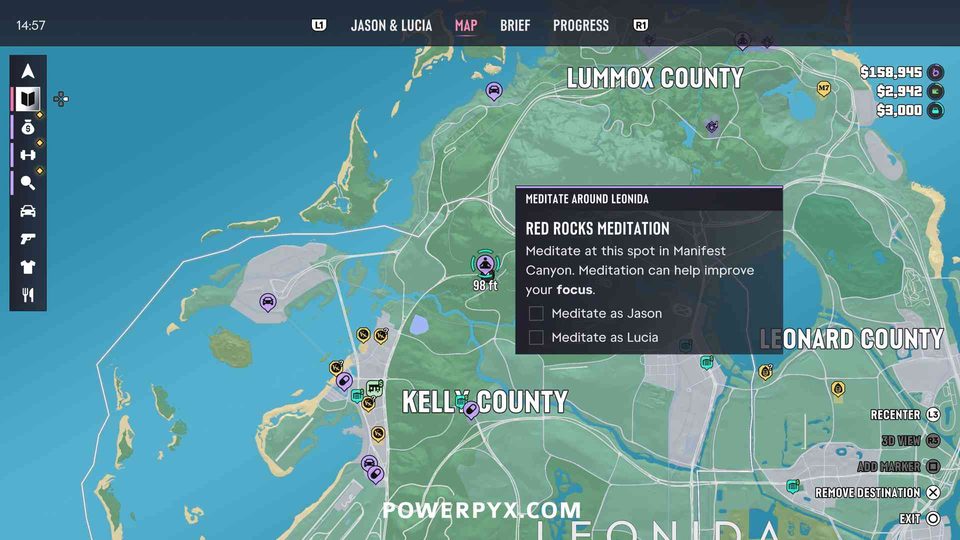 14:57
L1 JASON & LUCIA MAP BRIEF PROGRESS R1
LUMMOX COUNTY
$158,945
$2,942
$3,000
M7
MEDITATE AROUND LEONIDA
RED ROCKS MEDITATION
Meditate at this spot in Manifest
Canyon. Meditation can help improve
your focus.
Meditate as Jason
Meditate as Lucia
98 ft
LEONARD COUNTY
KELLY COUNTY
RECENTER L3
3D VIEW R3
ADD MARKER
REMOVE DESTINATION
EXIT
POWERPYX.COM
LEONIDA